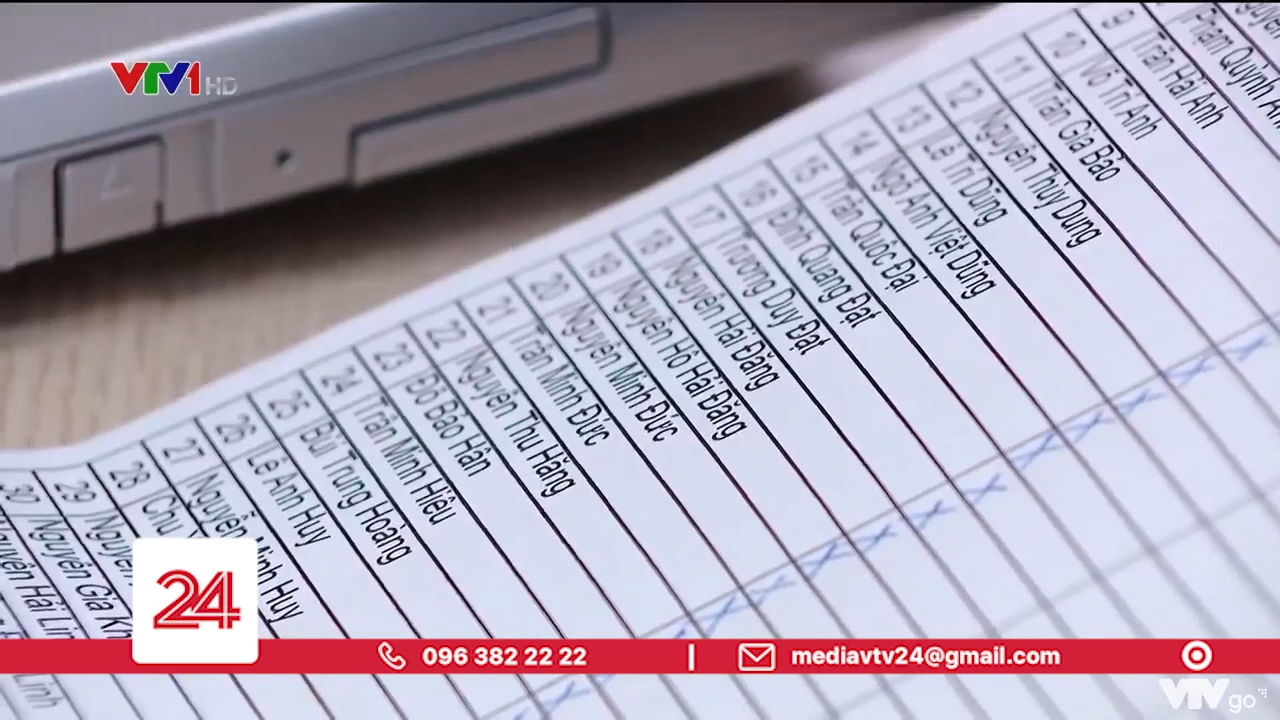 VTV1 HD
Phạm Quỳnh
9 Trần Hải Anh
10 Võ Trí Anh
11 Trần Gia Bảo
12 Nguyễn Thùy Dung
13 Lê Trí Dũng
14 Ngô Anh Việt Dũng
15 Trần Quốc Đại
16 Đinh Quang Đạt
17 Trương Duy Đạt
18 Nguyễn Hải Đăng
19 Nguyễn Hồ Hải Đăng
20 Nguyễn Minh Đức
21 Trần Minh Đức
22 Nguyễn Thu Hằng
23 Đỗ Bảo Hân
24 Trần Minh Hiếu
25 Bùi Trung Hoàng
26 Lê Anh Huy
27 Nguyễn Minh Huy
28 Chu
29 Nguyễn Gia
30 Nguyễn Hải
24
096 382 22 22 | mediavtv24@gmail.com
VTV go